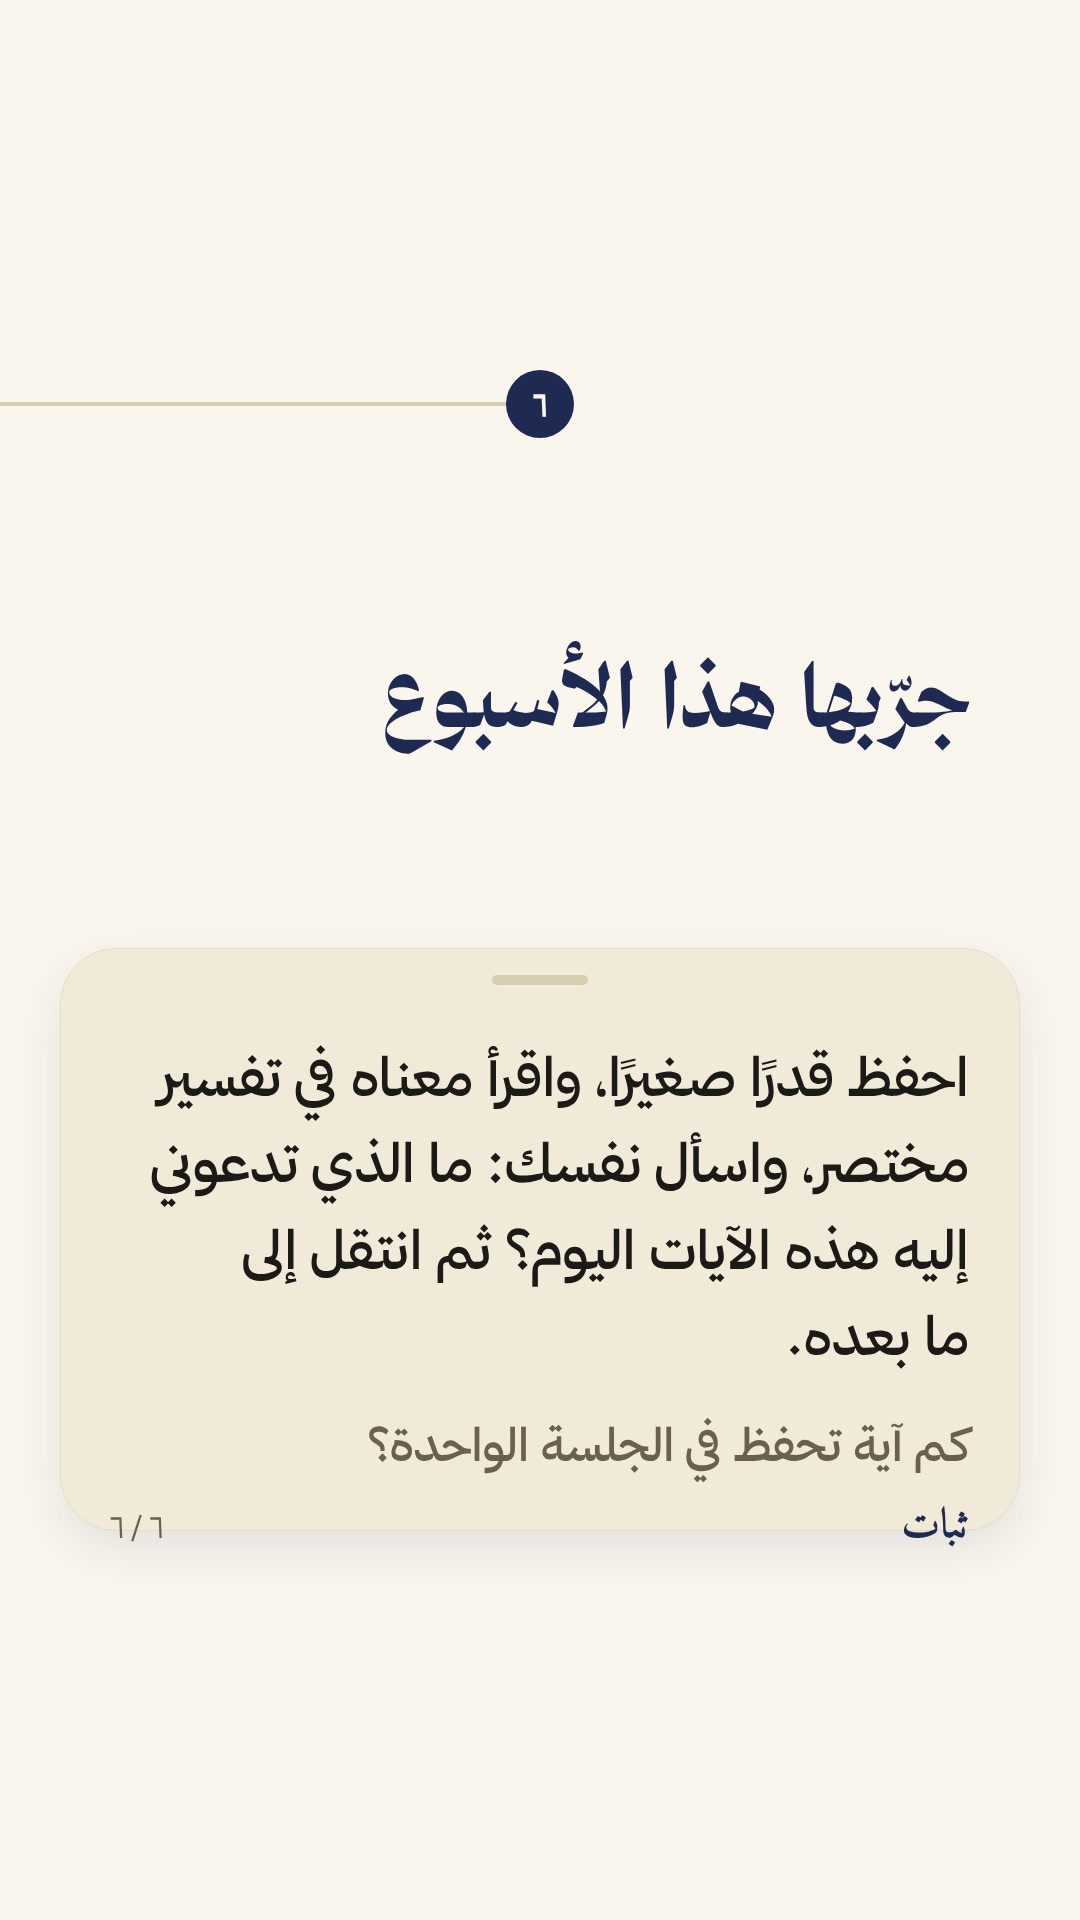 ٦
جرّبها هذا الأسبوع
احفظ قدرًا صغيرًا، واقرأ معناه في تفسير
مختصر، واسأل نفسك: ما الذي تدعوني
إليه هذه الآيات اليوم؟ ثم انتقل إلى
ما بعده.
كم آية تحفظ في الجلسة الواحدة؟
ثبات
٦ / ٦